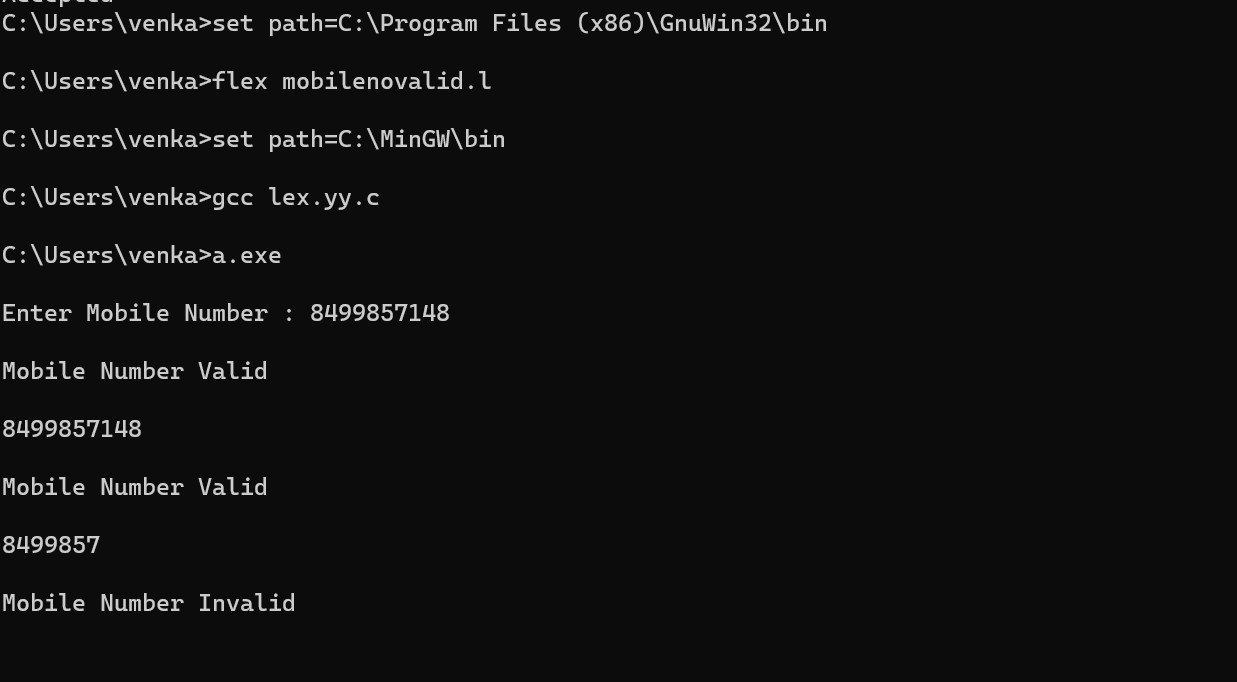 Accepted
C:\Users\venka>set path=C:\Program Files (x86)\GnuWin32\bin
C:\Users\venka>flex mobilenovalid.l
C:\Users\venka>set path=C:\MinGW\bin
C:\Users\venka>gcc lex.yy.c
C:\Users\venka>a.exe
Enter Mobile Number : 8499857148
Mobile Number Valid
8499857148
Mobile Number Valid
8499857
Mobile Number Invalid